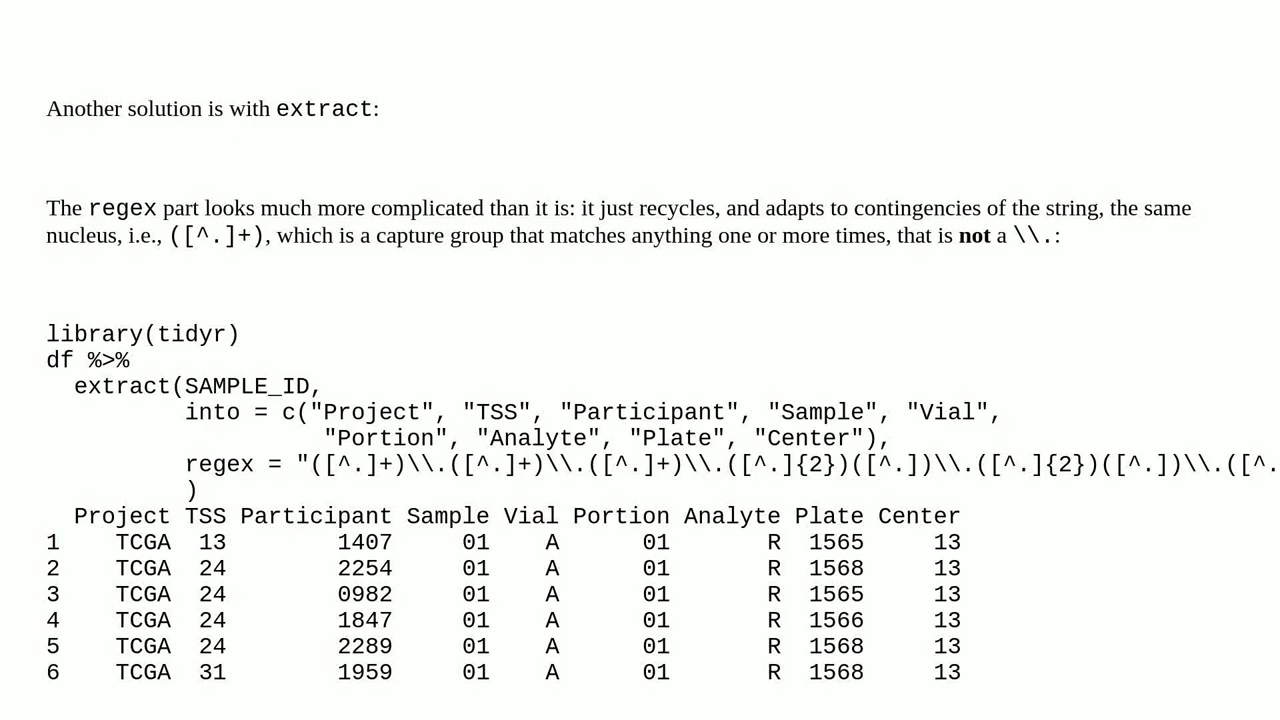 Another solution is with extract:
The regex part looks much more complicated than it is: it just recycles, and adapts to contingencies of the string, the same
nucleus, i.e., ([^.]+), which is a capture group that matches anything one or more times, that is not a \\.:
library(tidyr)
df %>%
  extract(SAMPLE_ID,
          into = c("Project", "TSS", "Participant", "Sample", "Vial",
                    "Portion", "Analyte", "Plate", "Center"),
          regex = "([^.]+)\\.([^.]+)\\.([^.]+)\\.([^.]{2})([^.])\\.([^.]{2})([^.])\\.([^.
          )
  Project TSS Participant Sample Vial Portion Analyte Plate Center
1    TCGA  13        1407     01    A      01       R  1565     13
2    TCGA  24        2254     01    A      01       R  1568     13
3    TCGA  24        0982     01    A      01       R  1565     13
4    TCGA  24        1847     01    A      01       R  1566     13
5    TCGA  24        2289     01    A      01       R  1568     13
6    TCGA  31        1959     01    A      01       R  1568     13